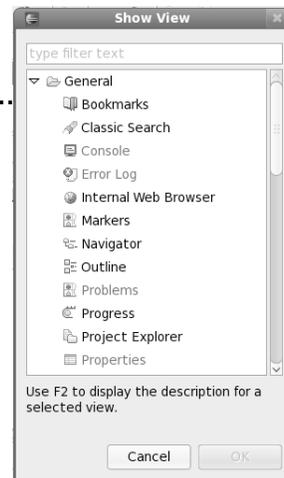 Show View
type filter text
General
Bookmarks
Classic Search
Console
Error Log
Internal Web Browser
Markers
Navigator
Outline
Problems
Progress
Project Explorer
Properties
Use F2 to display the description for a
selected view.
Cancel
OK